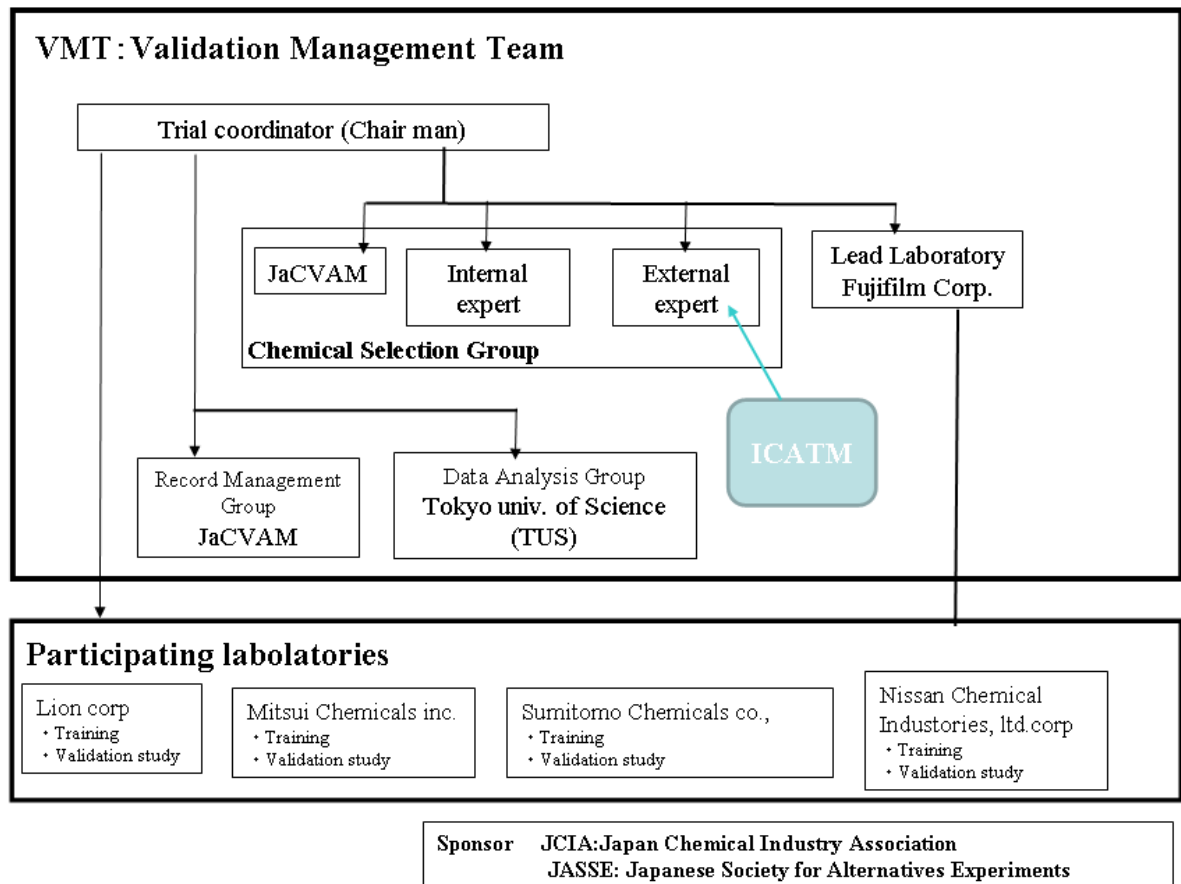 VMT : Validation Management Team
Trial coordinator (Chair man)
JaCVAM
Internal
expert
External
expert
Chemical Selection Group
Lead Laboratory
Fujifilm Corp.
ICATM
Record Management
Group
JaCVAM
Data Analysis Group
Tokyo univ. of Science
(TUS)
Participating labolatories
Lion corp
・Training
・Validation study
Mitsui Chemicals inc.
・Training
・Validation study
Sumitomo Chemicals co.,
・Training
・Validation study
Nissan Chemical
Industories, ltd.corp
・Training
・Validation study
Sponsor JCIA:Japan Chemical Industry Association
JASSE: Japanese Society for Alternatives Experiments